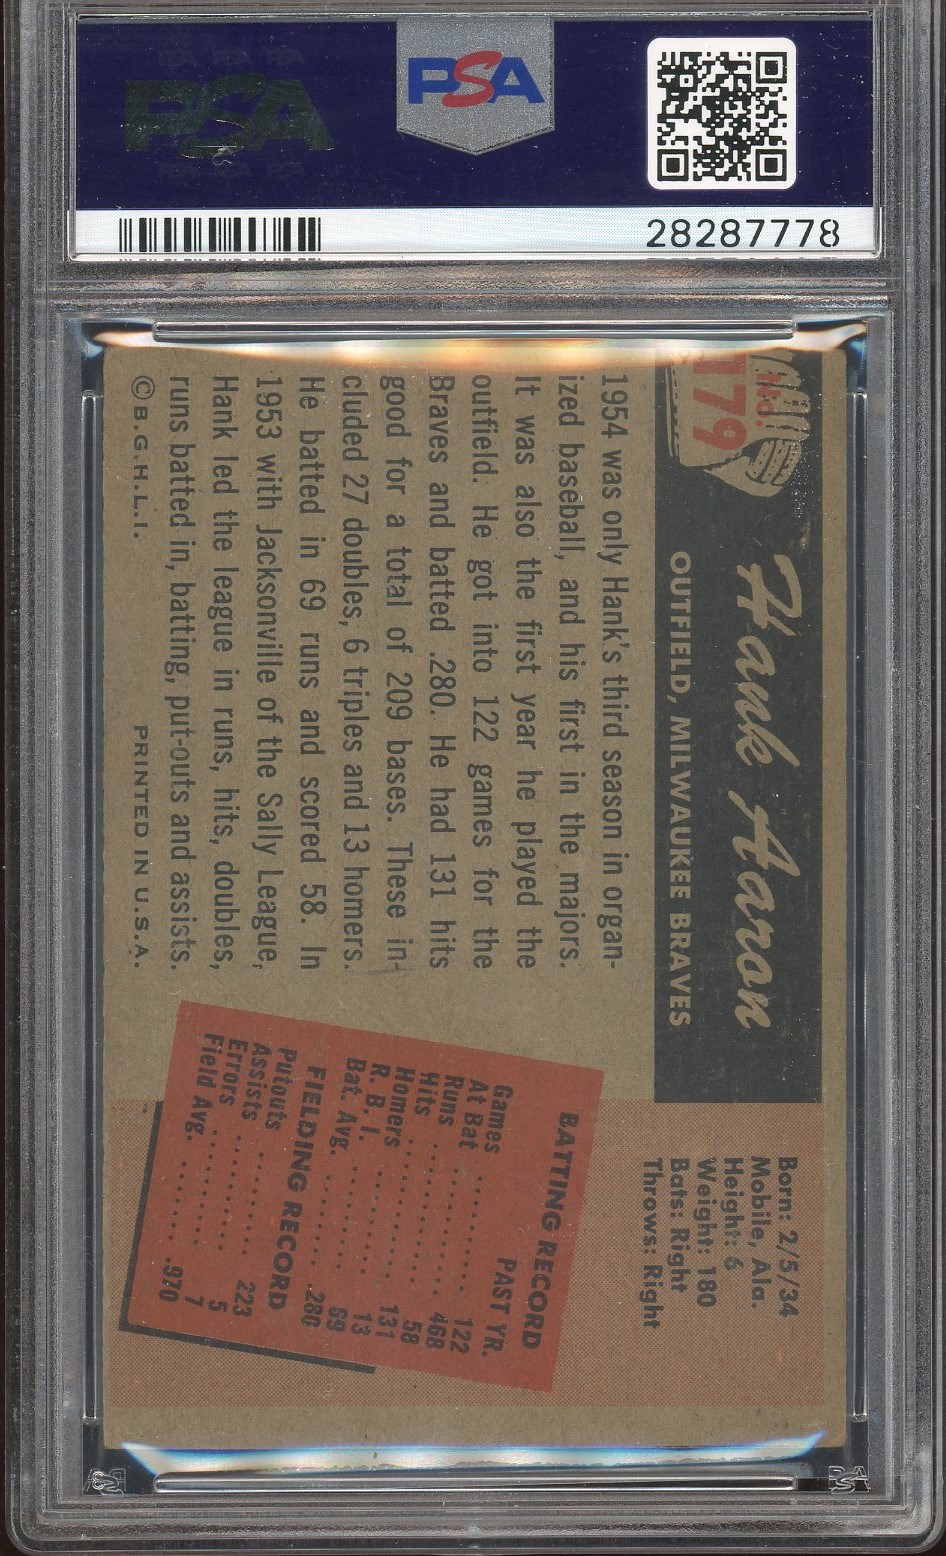 PSA
PSA
28287778
No.
179
Hank Aaron
OUTFIELD, MILWAUKEE BRAVES
1954 was only Hank's third season in organ-
ized baseball, and his first in the majors.
It was also the first year he played the
outfield. He got into 122 games for the
Braves and batted .280. He had 131 hits
good for a total of 209 bases. These in-
cluded 27 doubles, 6 triples and 13 homers.
He batted in 69 runs and scored 58. In
1953 with Jacksonville of the Sally League,
Hank led the league in runs, hits, doubles,
runs batted in, batting, put-outs and assists.
© B.G.H.L.I. PRINTED IN U.S.A.
Born: 2/5/34
Mobile, Ala.
Height: 6
Weight: 180
Bats: Right
Throws: Right
BATTING RECORD
PAST YR.
Games 122
At Bat 468
Runs 58
Hits 131
Homers 13
R. B. I. 69
Bat. Avg. .280
FIELDING RECORD
Putouts 223
Assists 5
Errors 7
Field Avg. .970
PSA
PSA